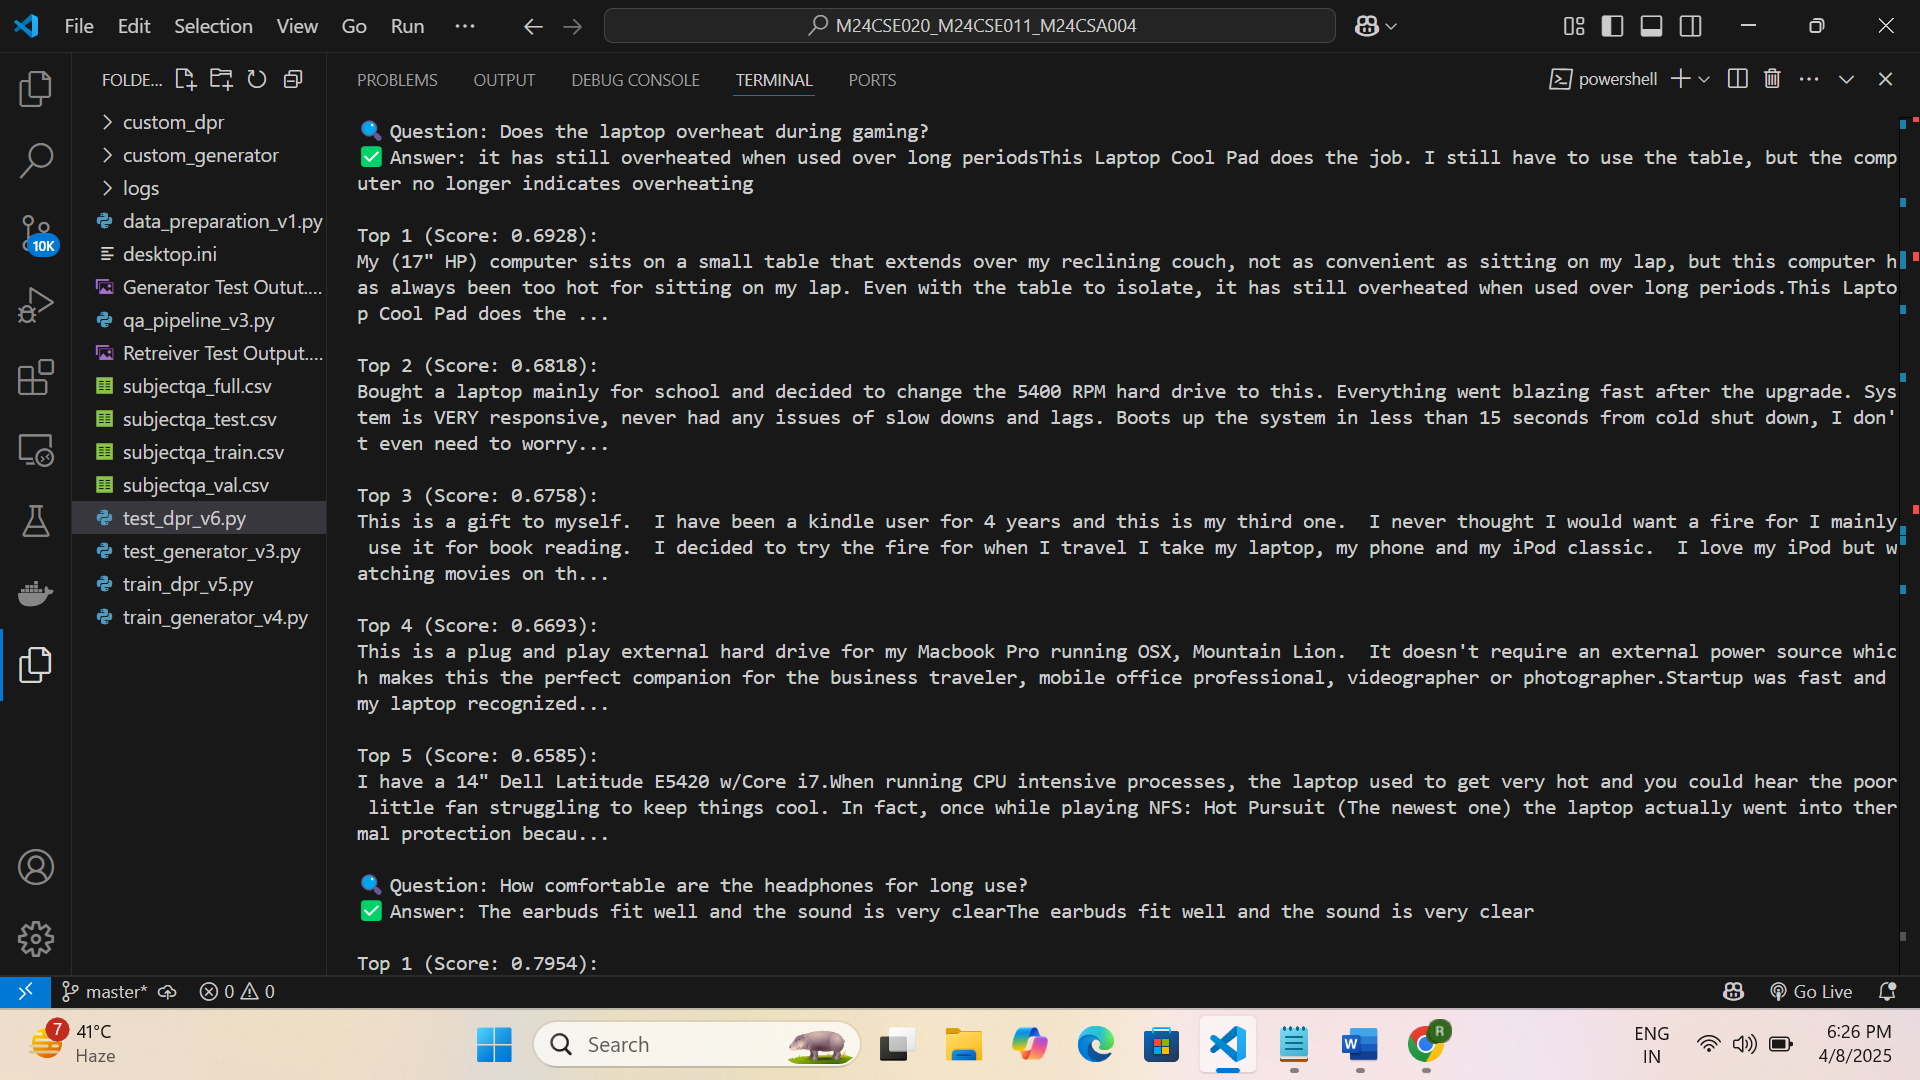 File Edit Selection View Go Run ...
M24CSE020_M24CSE011_M24CSA004
FOLDE...
PROBLEMS OUTPUT DEBUG CONSOLE TERMINAL PORTS
powershell
custom_dpr
custom_generator
logs
data_preparation_v1.py
desktop.ini
Generator Test Outut....
qa_pipeline_v3.py
Retreiver Test Output....
subjectqa_full.csv
subjectqa_test.csv
subjectqa_train.csv
subjectqa_val.csv
test_dpr_v6.py
test_generator_v3.py
train_dpr_v5.py
train_generator_v4.py
10K
Question: Does the laptop overheat during gaming?
Answer: it has still overheated when used over long periodsThis Laptop Cool Pad does the job. I still have to use the table, but the comp
uter no longer indicates overheating
Top 1 (Score: 0.6928):
My (17" HP) computer sits on a small table that extends over my reclining couch, not as convenient as sitting on my lap, but this computer h
as always been too hot for sitting on my lap. Even with the table to isolate, it has still overheated when used over long periods.This Lapto
p Cool Pad does the ...
Top 2 (Score: 0.6818):
Bought a laptop mainly for school and decided to change the 5400 RPM hard drive to this. Everything went blazing fast after the upgrade. Sys
tem is VERY responsive, never had any issues of slow downs and lags. Boots up the system in less than 15 seconds from cold shut down, I don'
t even need to worry...
Top 3 (Score: 0.6758):
This is a gift to myself.  I have been a kindle user for 4 years and this is my third one.  I never thought I would want a fire for I mainly
 use it for book reading.  I decided to try the fire for when I travel I take my laptop, my phone and my iPod classic.  I love my iPod but w
atching movies on th...
Top 4 (Score: 0.6693):
This is a plug and play external hard drive for my Macbook Pro running OSX, Mountain Lion.  It doesn't require an external power source whic
h makes this the perfect companion for the business traveler, mobile office professional, videographer or photographer.Startup was fast and
my laptop recognized...
Top 5 (Score: 0.6585):
I have a 14" Dell Latitude E5420 w/Core i7.When running CPU intensive processes, the laptop used to get very hot and you could hear the poor
 little fan struggling to keep things cool. In fact, once while playing NFS: Hot Pursuit (The newest one) the laptop actually went into ther
mal protection becau...
Question: How comfortable are the headphones for long use?
Answer: The earbuds fit well and the sound is very clearThe earbuds fit well and the sound is very clear
Top 1 (Score: 0.7954):
master* 0 0
Go Live
7
41°C
Haze
Search
W
R
ENG
IN
6:26 PM
4/8/2025